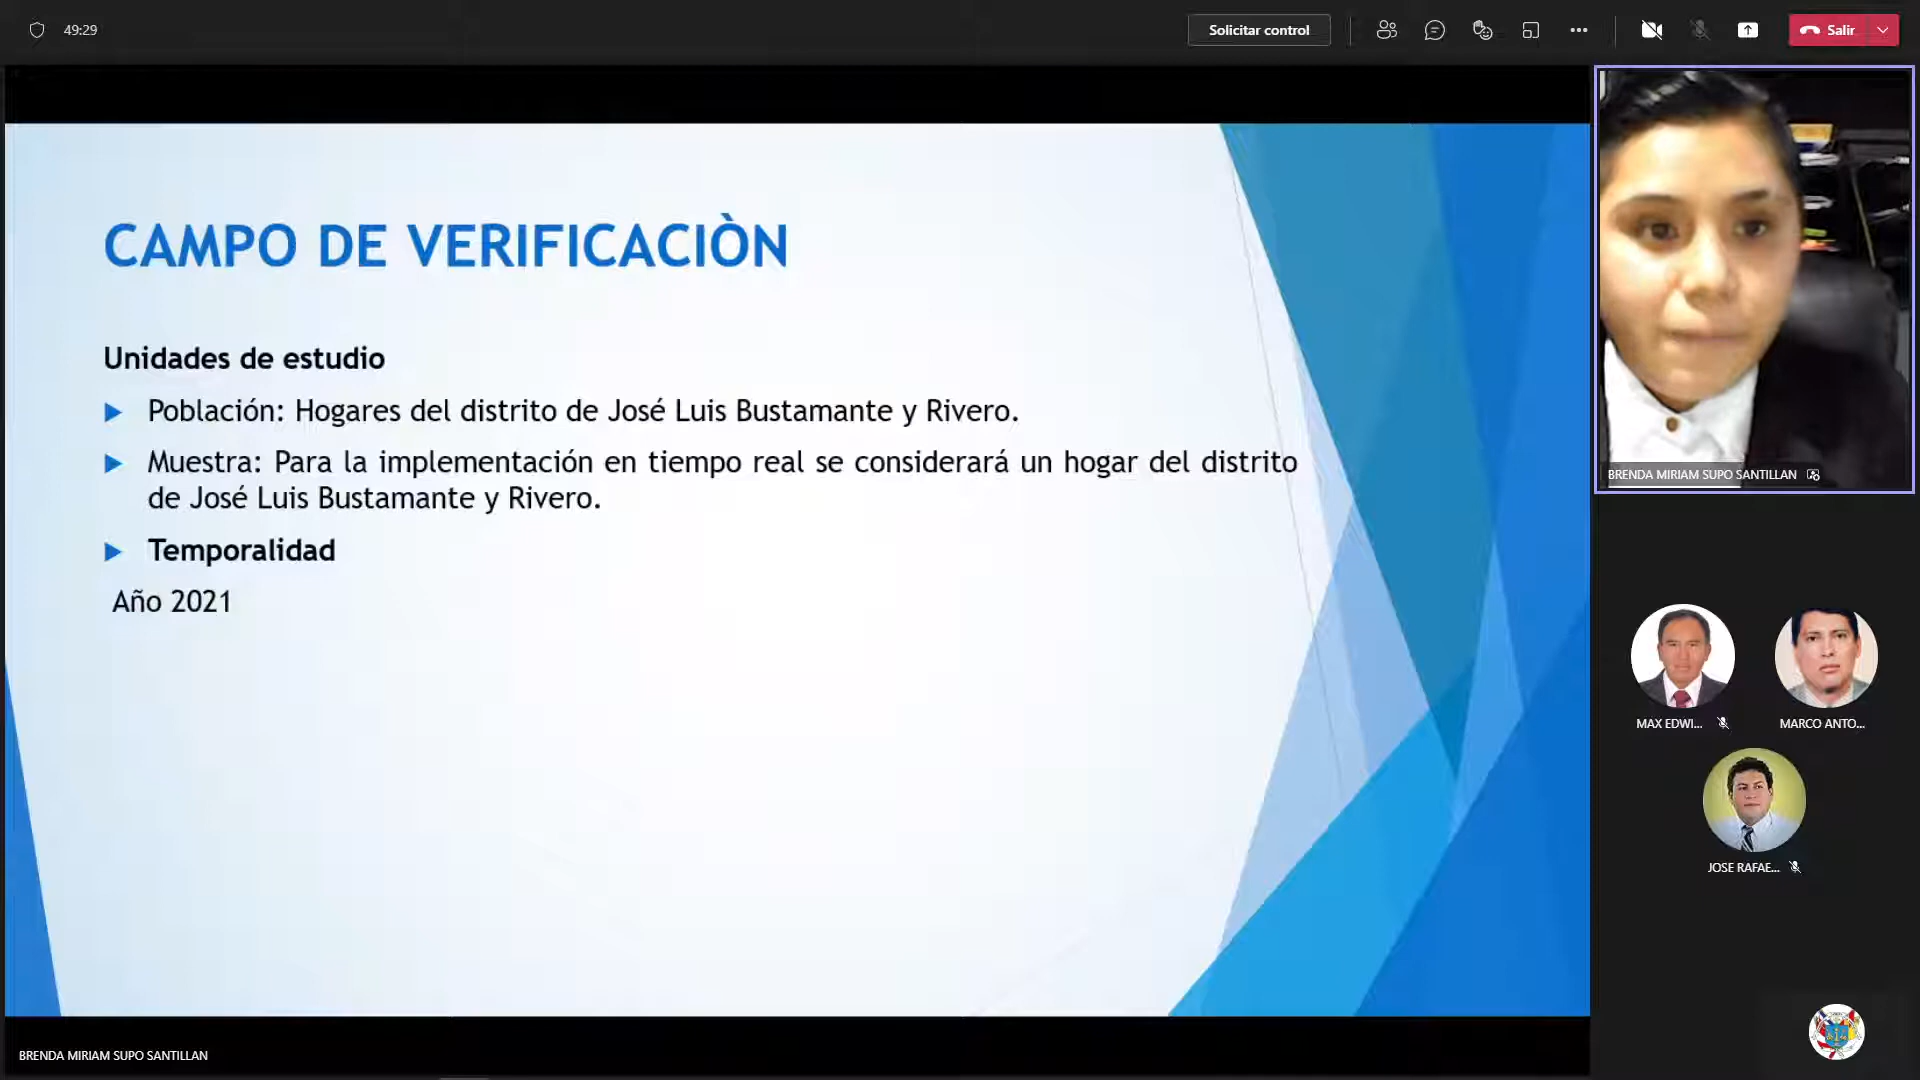 49:29
Solicitar control
Salir
CAMPO DE VERIFICACIÒN
Unidades de estudio
Población: Hogares del distrito de José Luis Bustamante y Rivero.
Muestra: Para la implementación en tiempo real se considerará un hogar del distrito
de José Luis Bustamante y Rivero.
Temporalidad
Año 2021
BRENDA MIRIAM SUPO SANTILLAN
MAX EDWI...
MARCO ANTO...
JOSE RAFAE...
BRENDA MIRIAM SUPO SANTILLAN